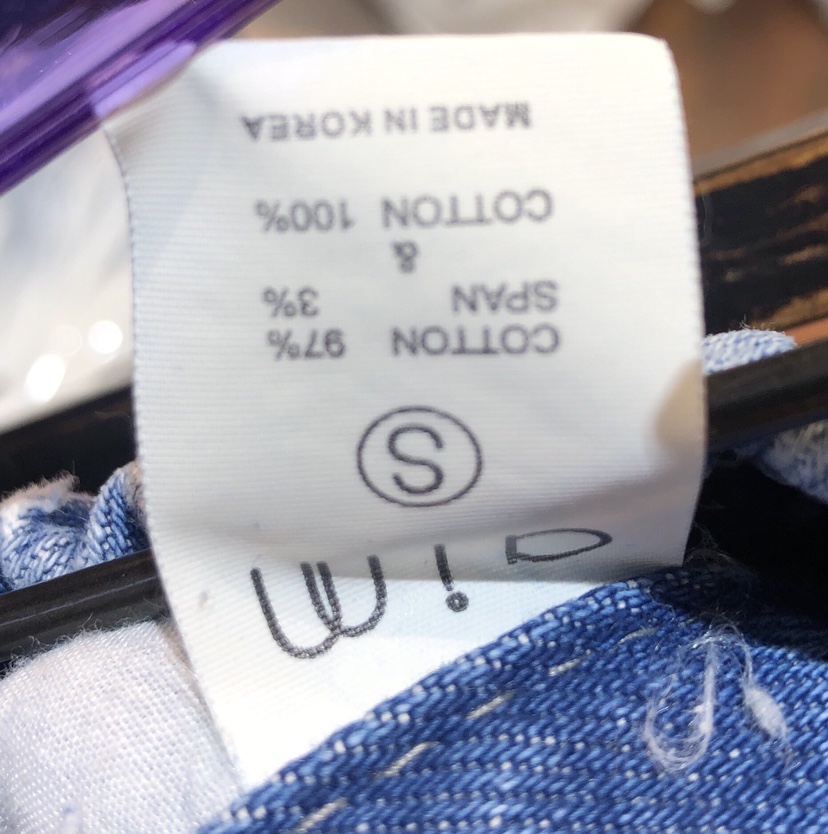 S
COTTON 97%
SPAN 3%
&
COTTON 100%
MADE IN KOREA